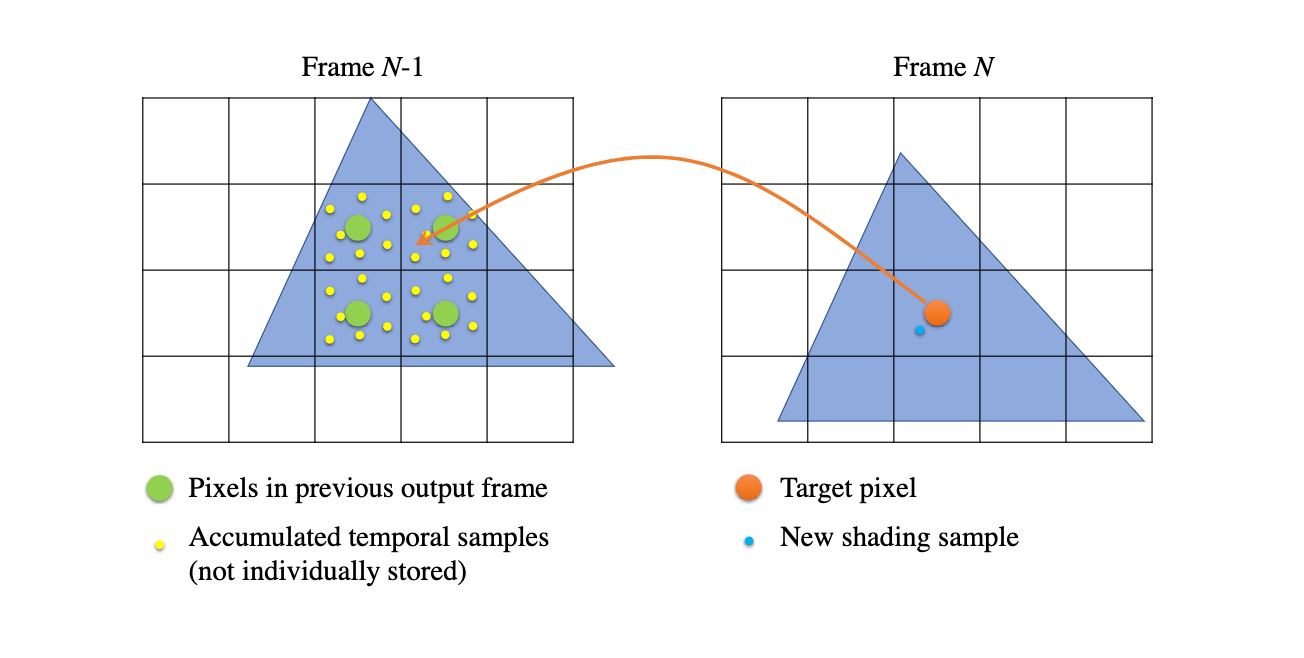 Frame N-1
Frame N
Pixels in previous output frame
Accumulated temporal samples
(not individually stored)
Target pixel
New shading sample